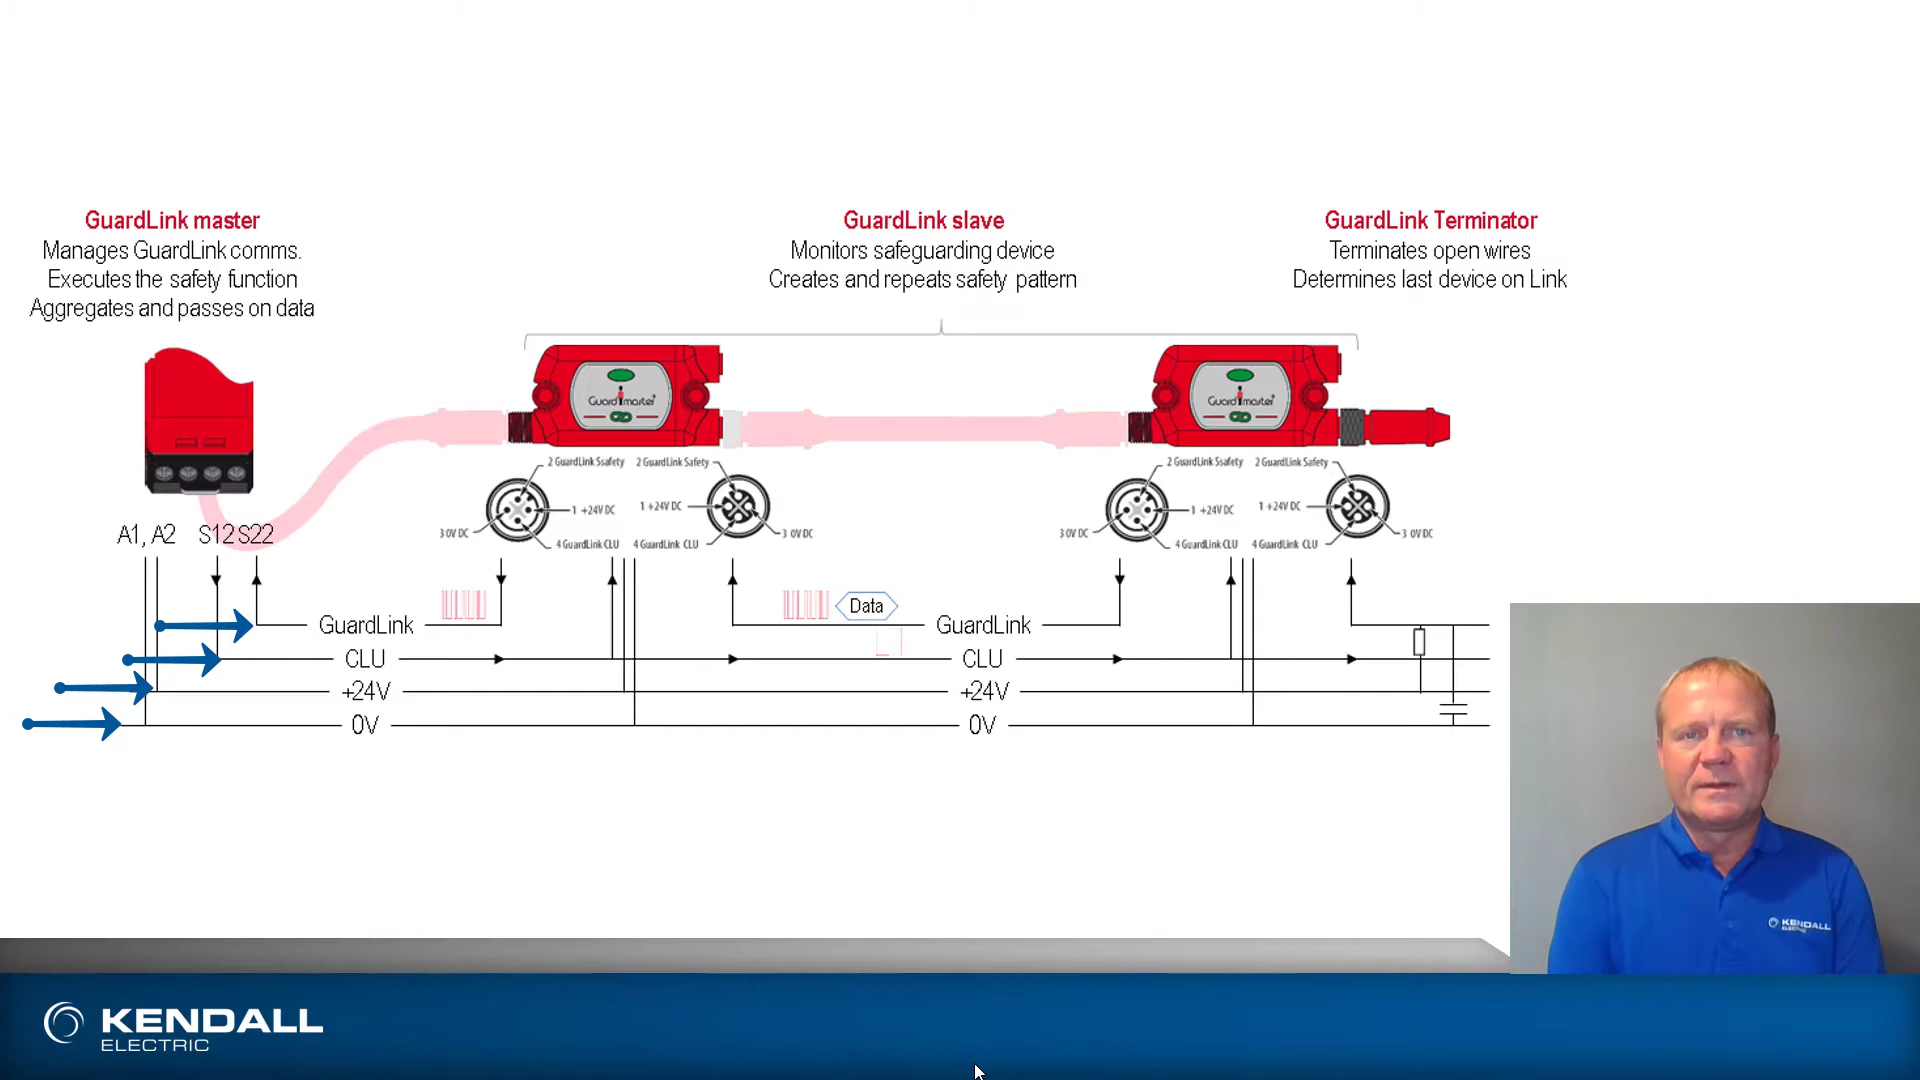 GuardLink master
Manages GuardLink comms.
Executes the safety function
Aggregates and passes on data
GuardLink slave
Monitors safeguarding device
Creates and repeats safety pattern
GuardLink Terminator
Terminates open wires
Determines last device on Link
Guardmaster
Guardmaster
2 GuardLink Ssafety
2 GuardLink Safety
1 +24V DC
1 +24V DC
3 0V DC
3 0V DC
4 GuardLink CLU
4 GuardLink CLU
2 GuardLink Ssafety
2 GuardLink Safety
1 +24V DC
1 +24V DC
3 0V DC
3 0V DC
4 GuardLink CLU
4 GuardLink CLU
A1, A2 S12 S22
Data
GuardLink
GuardLink
CLU
CLU
+24V
+24V
0V
0V
KENDALL
ELECTRIC
KENDALL
ELECTRIC